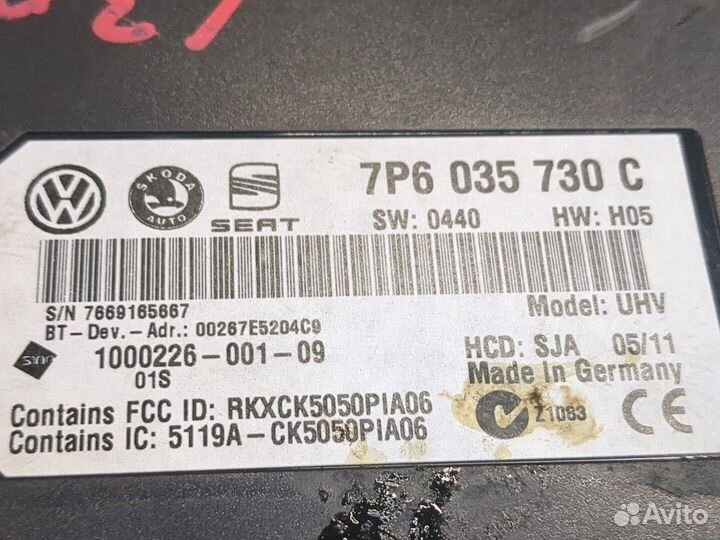 VW
SKODA
AUTO
SEAT
7P6 035 730 C
SW: 0440
HW: H05
S/N 7669165667
Model: UHV
BT-Dev.-Adr.: 00267E5204C9
1000226-001-09
01S
HCD: SJA 05/11
Made in Germany
Contains FCC ID: RKXCK5050PIA06
Contains IC: 5119A-CK5050PIA06
Z1063
CE
Avito